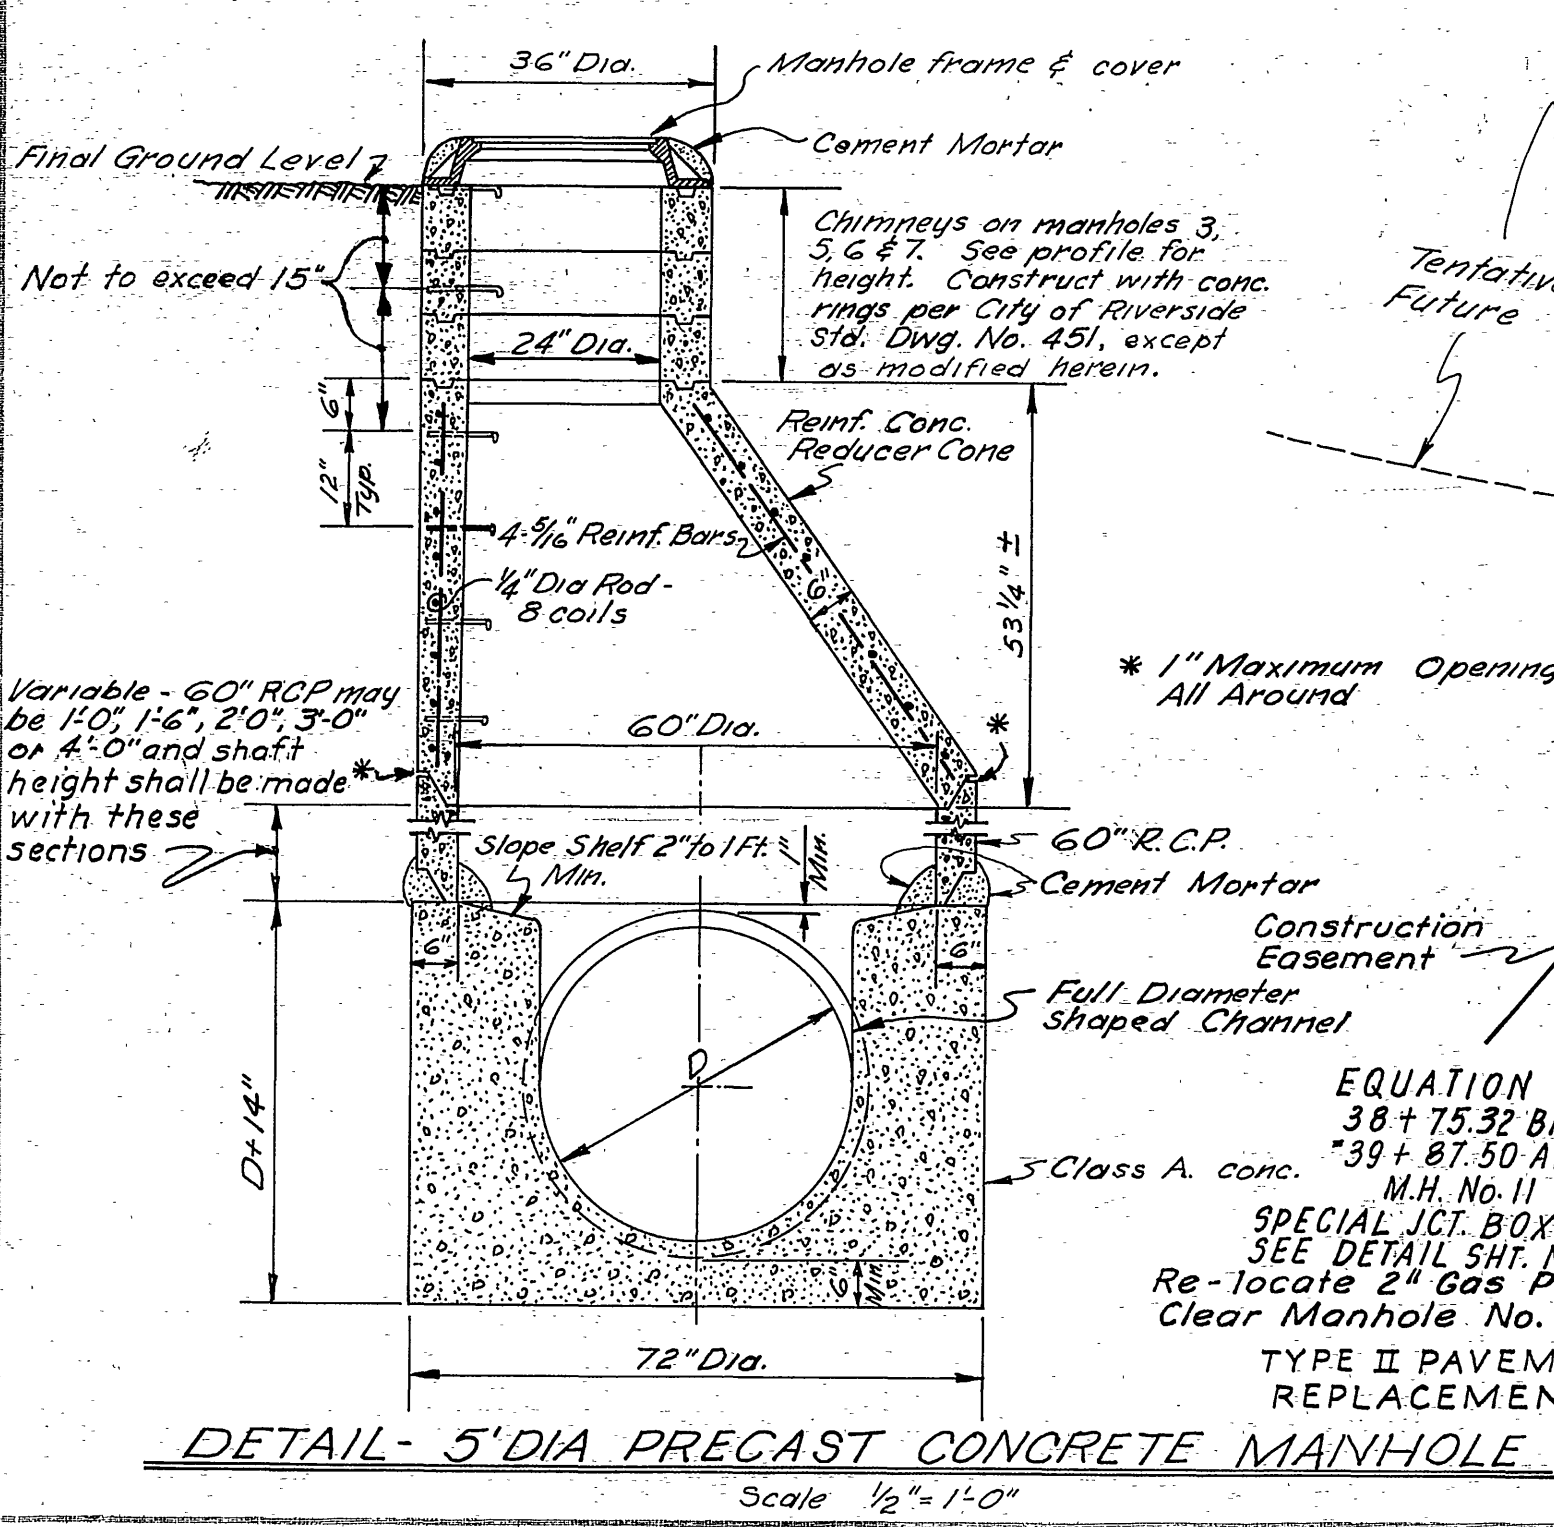 36" Dia.
Manhole frame & cover
Cement Mortar
Final Ground Level
Not to exceed 15"
Chimneys on manholes 3,
5, 6 & 7. See profile for
height. Construct with conc.
rings per City of Riverside
Std. Dwg. No. 451, except
as modified herein.
Tentative
Future
24" Dia.
6"
12"
Typ.
Reinf. Conc.
Reducer Cone
4-5/16" Reinf. Bars
1/4" Dia Rod-
8 coils
6"
53 1/4" ±
* 1" Maximum Opening
All Around
Variable - 60" RCP may
be 1'-0", 1'-6", 2'-0", 3'-0"
or 4'-0" and shaft
height shall be made
with these
sections
*
60" Dia.
*
Slope Shelf 2" to 1 Ft.
Min.
1"
Min.
60" R.C.P.
Cement Mortar
6"
6"
Construction
Easement
Full Diameter
shaped Channel
D
D+14"
Class A. conc.
EQUATION
38 + 75.32
39 + 87.50
M.H. No. 11
SPECIAL JCT. BOX
SEE DETAIL SHT.
Re-locate 2" Gas
Clear Manhole No.
6"
Min.
TYPE II
72" Dia.
DETAIL - 5' DIA PRECAST CONCRETE MANHOLE
Scale 1/2" = 1'-0"